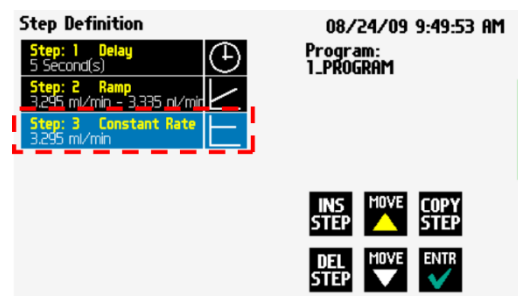 Step Definition
08/24/09 9:49:53 AM
Step: 1 Delay
5 Second(s)
Program:
1_PROGRAM
Step: 2 Ramp
3.295 ml/min - 3.335 nl/min
Step: 3 Constant Rate
3.295 ml/min
INS STEP
MOVE
COPY STEP
DEL STEP
MOVE
ENTR